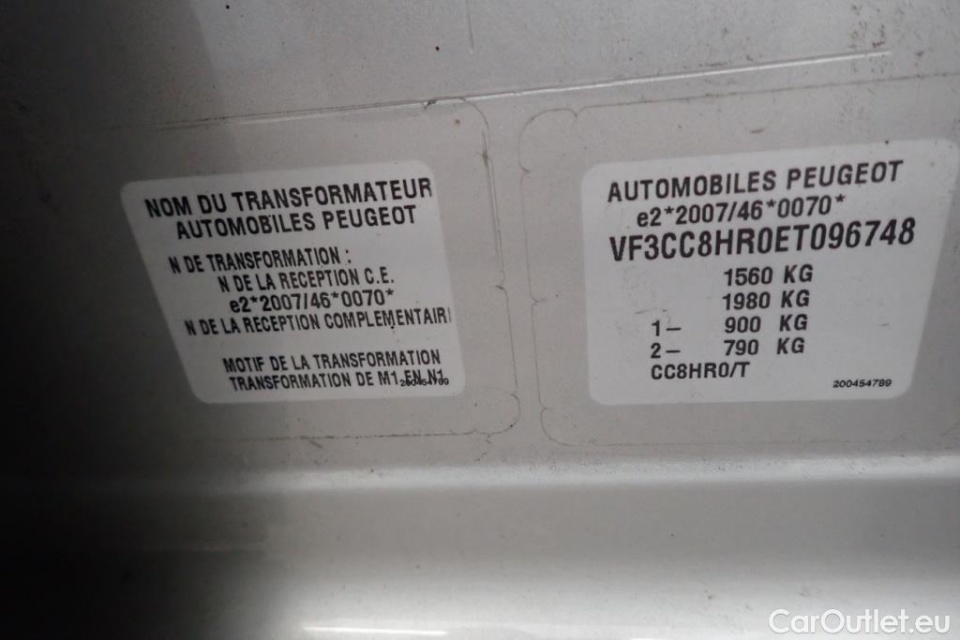 NOM DU TRANSFORMATEUR
AUTOMOBILES PEUGEOT
N DE TRANSFORMATION :
N DE LA RECEPTION C.E.
e2*2007/46*0070*
N DE LA RECEPTION COMPLEMENTAIR
MOTIF DE LA TRANSFORMATION
TRANSFORMATION DE M1 EN N1
200454789
AUTOMOBILES PEUGEOT
e2*2007/46*0070*
VF3CC8HR0ET096748
1560 KG
1980 KG
1– 900 KG
2– 790 KG
CC8HR0/T
200454789
CarOutlet.eu